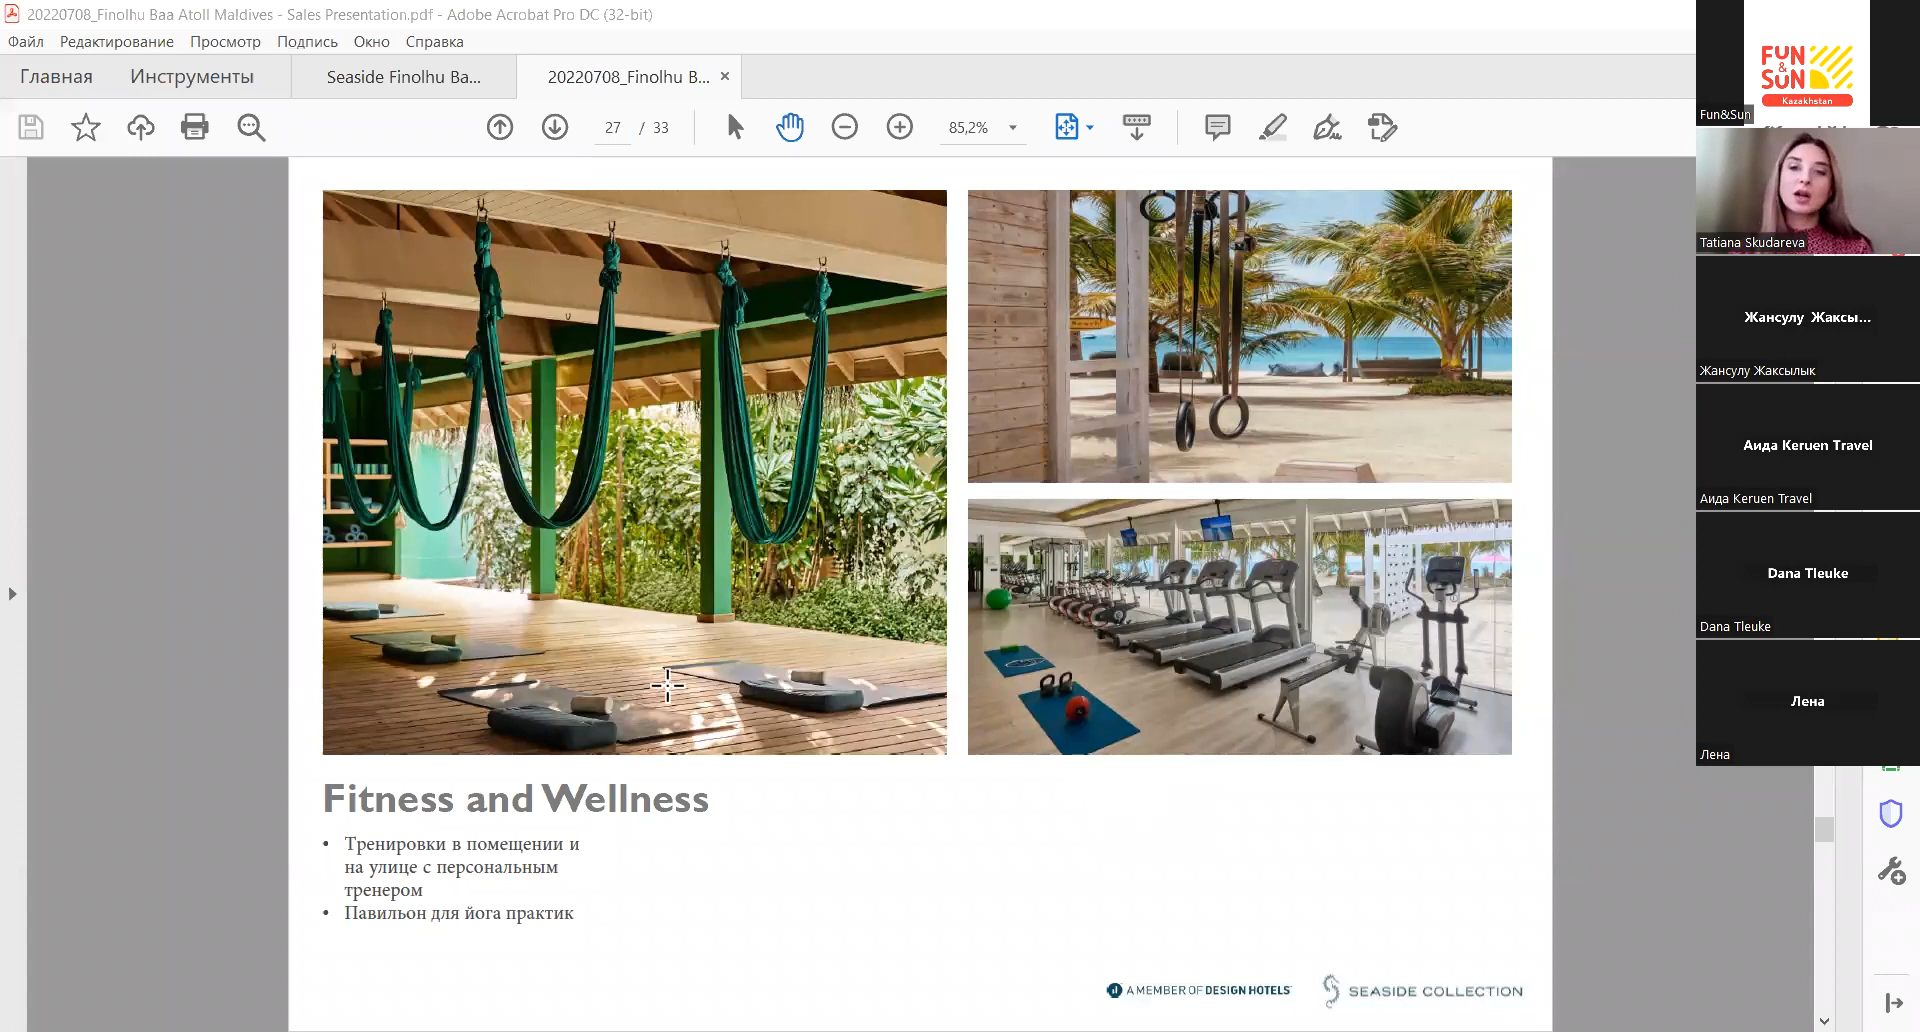 20220708_Finolhu Baa Atoll Maldives - Sales Presentation.pdf - Adobe Acrobat Pro DC (32-bit)
Файл Редактирование Просмотр Подпись Окно Справка
Главная Инструменты Seaside Finolhu Ba... 20220708_Finolhu B... ×
27 / 33 85,2%
FUN
&
SUN
Kazakhstan
Fun&Sun
Tatiana Skudareva
Жансулу Жаксы...
Жансулу Жаксылык
Аида Keruen Travel
Аида Keruen Travel
Dana Tleuke
Dana Tleuke
Лена
Лена
Fitness and Wellness
• Тренировки в помещении и
на улице с персональным
тренером
• Павильон для йога практик
A MEMBER OF DESIGN HOTELS
SEASIDE COLLECTION